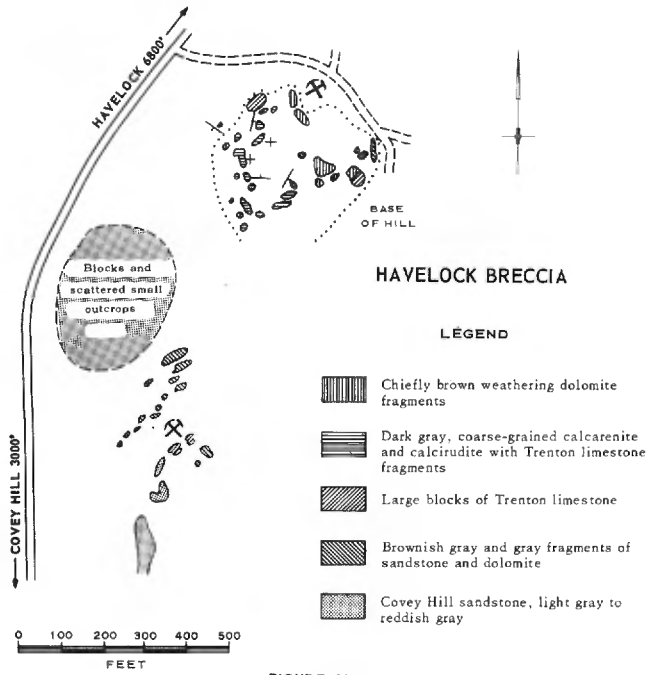 HAVELOCK 6800'
BASE
OF HILL
Blocks and
scattered small
outcrops
HAVELOCK BRECCIA
LEGEND
Chiefly brown weathering dolomite
fragments
Dark gray, coarse-grained calcarenite
and calcirudite with Trenton limestone
fragments
Large blocks of Trenton limestone
Brownish gray and gray fragments of
sandstone and dolomite
Covey Hill sandstone, light gray to
reddish gray
COVEY HILL 3000'
0 100 200 300 400 500
FEET